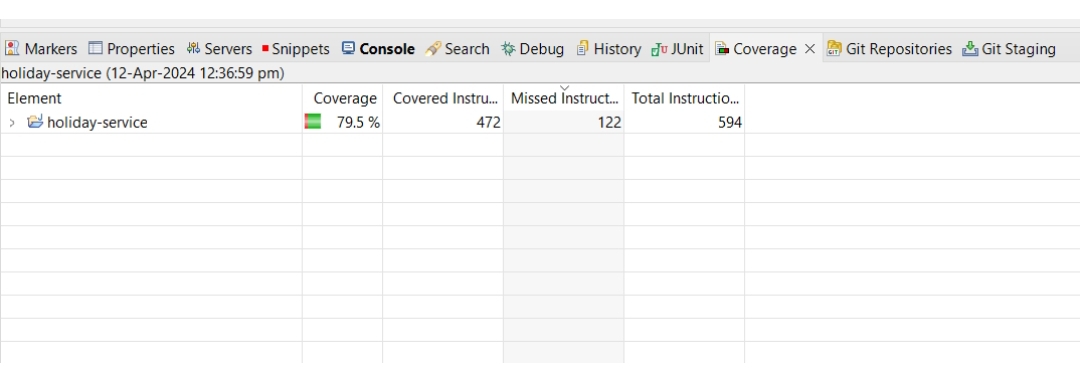 Markers Properties Servers Snippets Console Search Debug History JUnit Coverage Git Repositories Git Staging
holiday-service (12-Apr-2024 12:36:59 pm)
Element Coverage Covered Instru... Missed Instruct... Total Instructio...
holiday-service 79.5 % 472 122 594